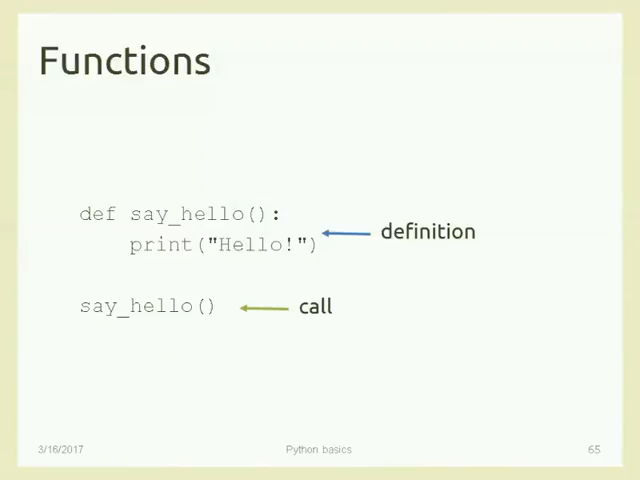 Functions
def say_hello():
    print("Hello!")
definition
say_hello()
call
3/16/2017
Python basics
65